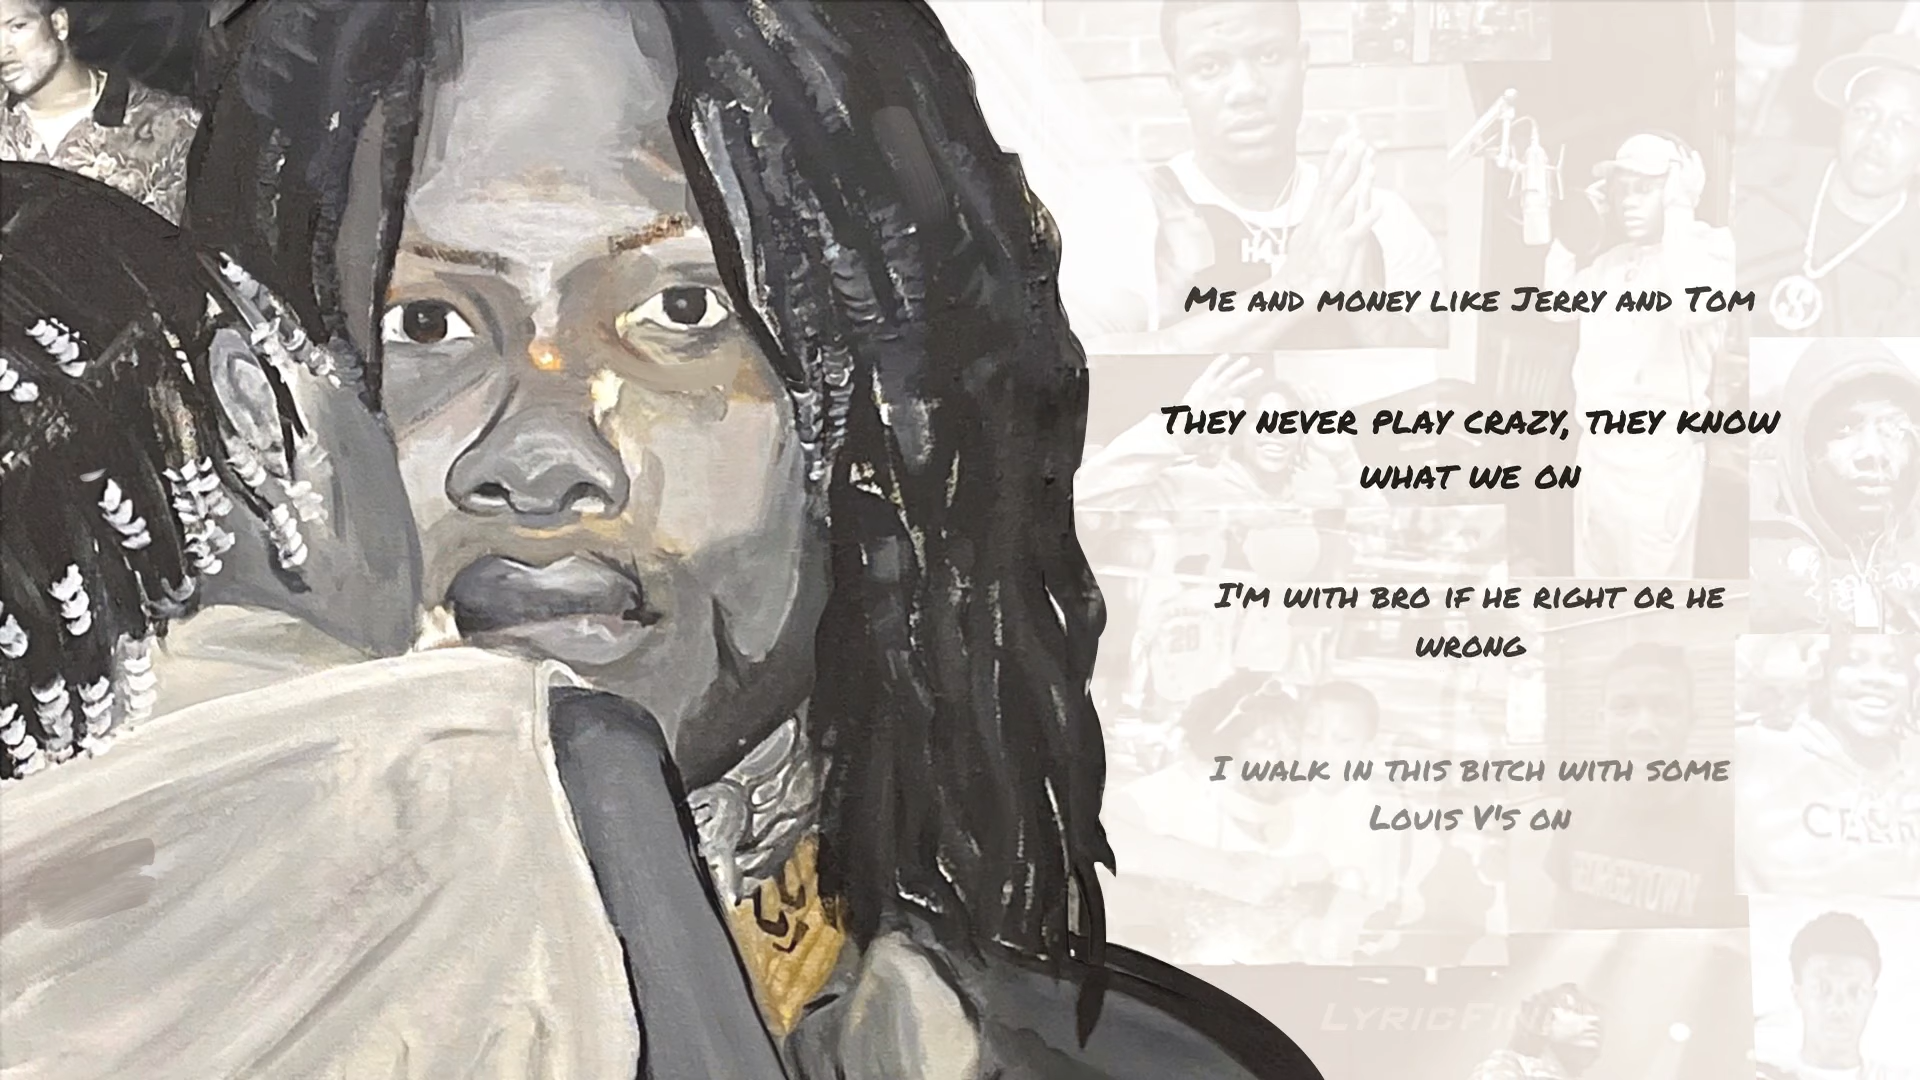 Me and money like Jerry and Tom
They never play crazy, they know
what we on
I'm with bro if he right or he
wrong
I walk in this bitch with some
Louis V's on